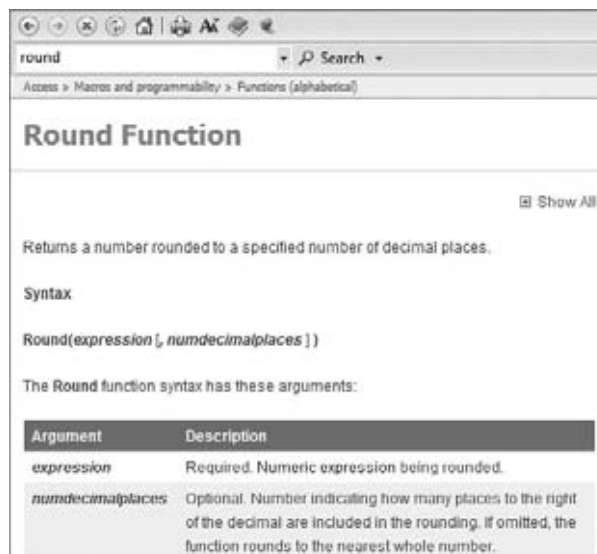 round
Search
Access > Macros and programmability > Functions (alphabetical)
Round Function
Show All
Returns a number rounded to a specified number of decimal places.
Syntax
Round(expression [, numdecimalplaces ] )
The Round function syntax has these arguments:
Argument Description
expression Required. Numeric expression being rounded.
numdecimalplaces Optional. Number indicating how many places to the right
of the decimal are included in the rounding. If omitted, the
function rounds to the nearest whole number.